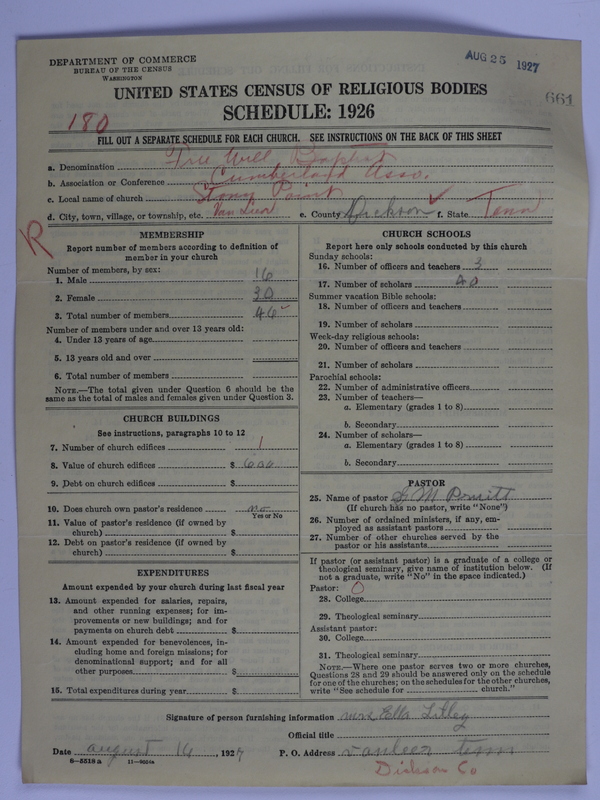 DEPARTMENT OF COMMERCE
BUREAU OF THE CENSUS
WASHINGTON
AUG 25 1927
661
UNITED STATES CENSUS OF RELIGIOUS BODIES
SCHEDULE: 1926
180
FILL OUT A SEPARATE SCHEDULE FOR EACH CHURCH. SEE INSTRUCTIONS ON THE BACK OF THIS SHEET
a. Denomination Free Will Baptist
b. Association or Conference Cumberland Asso.
c. Local name of church Stony Point
d. City, town, village, or township, etc. Van Leer e. County Dickson f. State Tenn
R
MEMBERSHIP
Report number of members according to definition of
member in your church
Number of members, by sex:
1. Male 16
2. Female 30
3. Total number of members 46
Number of members under and over 13 years old:
4. Under 13 years of age
5. 13 years old and over
6. Total number of members
NOTE.—The total given under Question 6 should be the
same as the total of males and females given under Question 3.
CHURCH BUILDINGS
See instructions, paragraphs 10 to 12
7. Number of church edifices 1
8. Value of church edifices $ 600
9. Debt on church edifices $
10. Does church own pastor's residence no
Yes or No
11. Value of pastor's residence (if owned by
church) $
12. Debt on pastor's residence (if owned by
church) $
EXPENDITURES
Amount expended by your church during last fiscal year
13. Amount expended for salaries, repairs,
and other running expenses; for im-
provements or new buildings; and for
payments on church debt $
14. Amount expended for benevolences, in-
cluding home and foreign missions; for
denominational support; and for all
other purposes $
15. Total expenditures during year $
CHURCH SCHOOLS
Report here only schools conducted by this church
Sunday schools:
16. Number of officers and teachers 3
17. Number of scholars 40
Summer vacation Bible schools:
18. Number of officers and teachers
19. Number of scholars
Week-day religious schools:
20. Number of officers and teachers
21. Number of scholars
Parochial schools:
22. Number of administrative officers
23. Number of teachers—
a. Elementary (grades 1 to 8)
b. Secondary
24. Number of scholars—
a. Elementary (grades 1 to 8)
b. Secondary
PASTOR
25. Name of pastor M
(If church has no pastor, write "None")
26. Number of ordained ministers, if any, em-
ployed as assistant pastors
27. Number of other churches served by the
pastor or his assistants
If pastor (or assistant pastor) is a graduate of a college or
theological seminary, give name of institution below. (If
not a graduate, write "No" in the space indicated.)
Pastor: 0
28. College
29. Theological seminary
Assistant pastor:
30. College
31. Theological seminary
NOTE.—Where one pastor serves two or more churches,
Questions 28 and 29 should be answered only on the schedule
for one of the churches; on the schedules for the other churches,
write "See schedule for church."
Signature of person furnishing information Mrs Ella
Official title
Date august 16, 1927 P. O. Address vanleer tenn
8—5518 a
Dickson Co